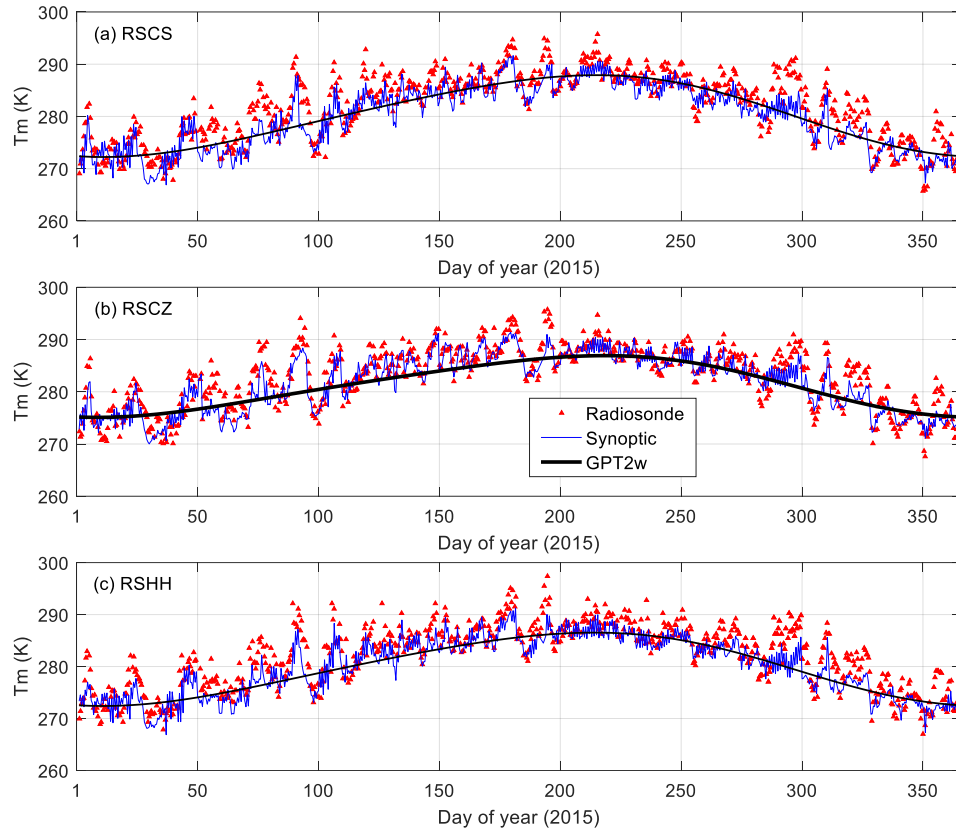 300
(a) RSCS
290
280
270
260
Tm (K)
1 50 100 150 200 250 300 350
Day of year (2015)
300
(b) RSCZ
290
280
270
260
Tm (K)
Radiosonde
Synoptic
GPT2w
1 50 100 150 200 250 300 350
Day of year (2015)
300
(c) RSHH
290
280
270
260
Tm (K)
1 50 100 150 200 250 300 350
Day of year (2015)